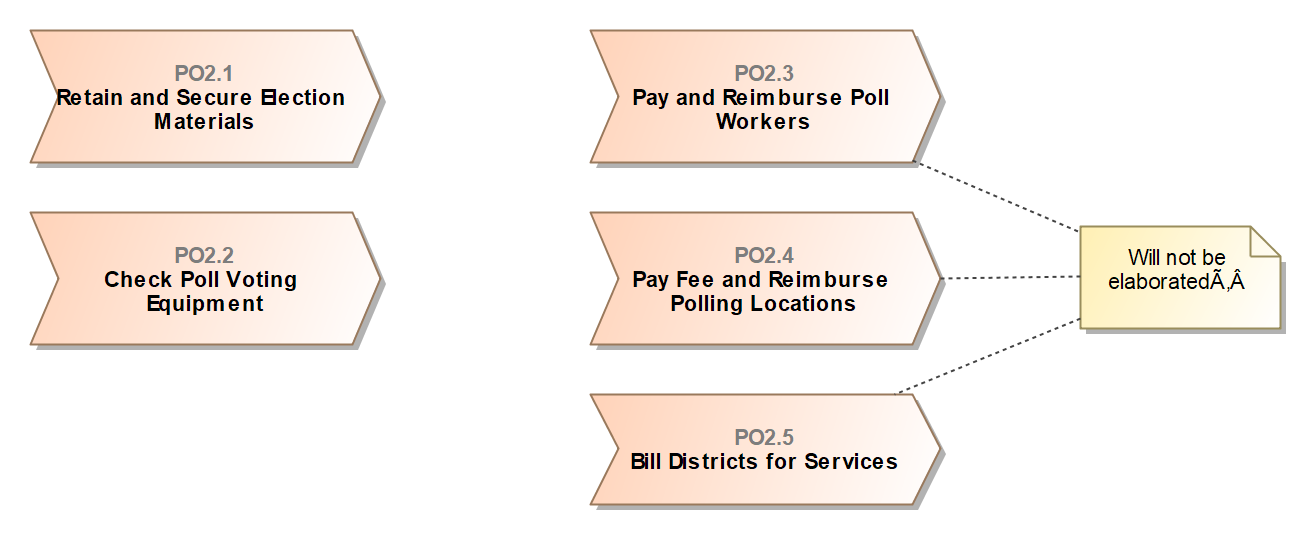 PO2.1
Retain and Secure Election
Materials
PO2.2
Check Poll Voting
Equipment
PO2.3
Pay and Reimburse Poll
Workers
PO2.4
Pay Fee and Reimburse
Polling Locations
PO2.5
Bill Districts for Services
Will not be
elaboratedÃ‚Â